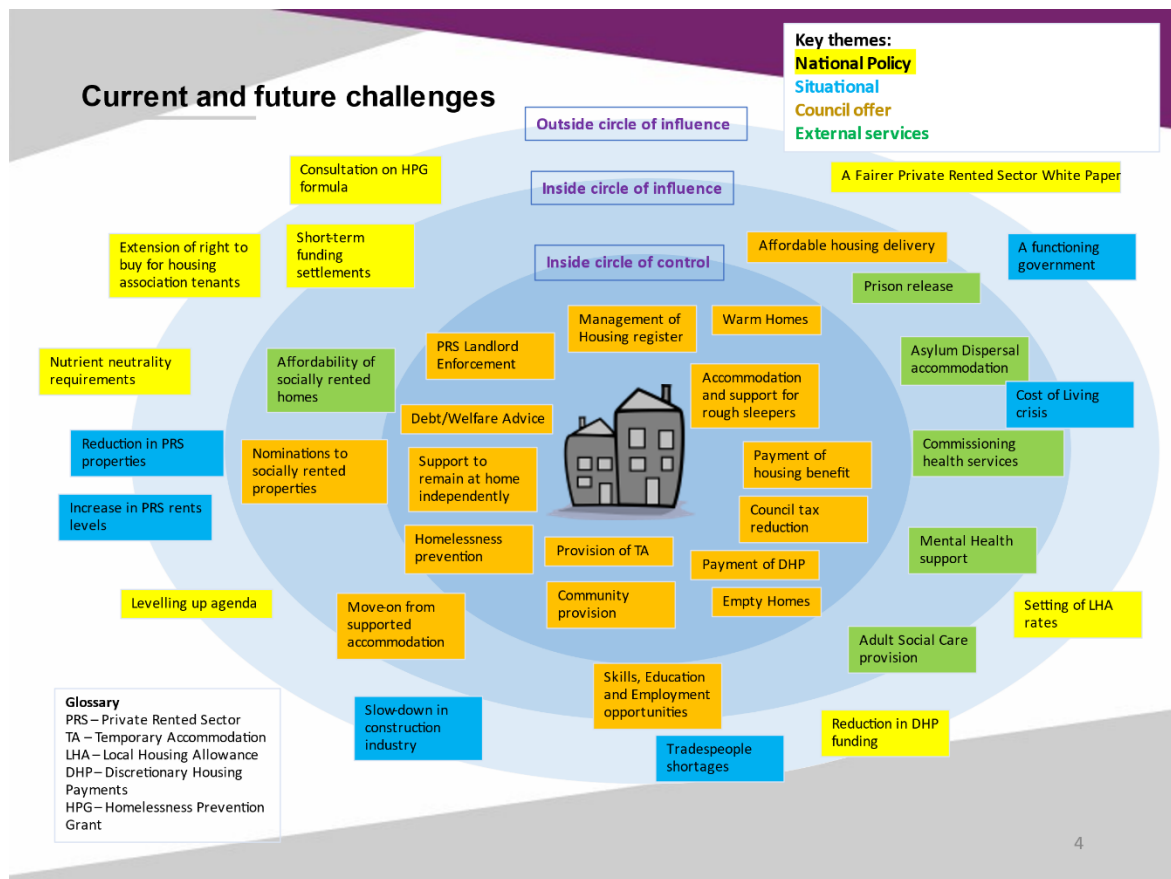 Current and future challenges
Key themes:
National Policy
Situational
Council offer
External services
Outside circle of influence
Inside circle of influence
Inside circle of control
Consultation on HPG
formula
A Fairer Private Rented Sector White Paper
Extension of right to
buy for housing
association tenants
Short-term
funding
settlements
Affordable housing delivery
A functioning
government
Prison release
Nutrient neutrality
requirements
Affordability of
socially rented
homes
PRS Landlord
Enforcement
Management of
Housing register
Warm Homes
Asylum Dispersal
accommodation
Accommodation
and support for
rough sleepers
Cost of Living
crisis
Debt/Welfare Advice
Reduction in PRS
properties
Nominations to
socially rented
properties
Support to
remain at home
independently
Payment of
housing benefit
Commissioning
health services
Increase in PRS rents
levels
Council tax
reduction
Homelessness
prevention
Provision of TA
Payment of DHP
Mental Health
support
Levelling up agenda
Move-on from
supported
accommodation
Community
provision
Empty Homes
Setting of LHA
rates
Adult Social Care
provision
Skills, Education
and Employment
opportunities
Slow-down in
construction
industry
Tradespeople
shortages
Reduction in DHP
funding
Glossary
PRS – Private Rented Sector
TA – Temporary Accommodation
LHA – Local Housing Allowance
DHP – Discretionary Housing
Payments
HPG – Homelessness Prevention
Grant
4